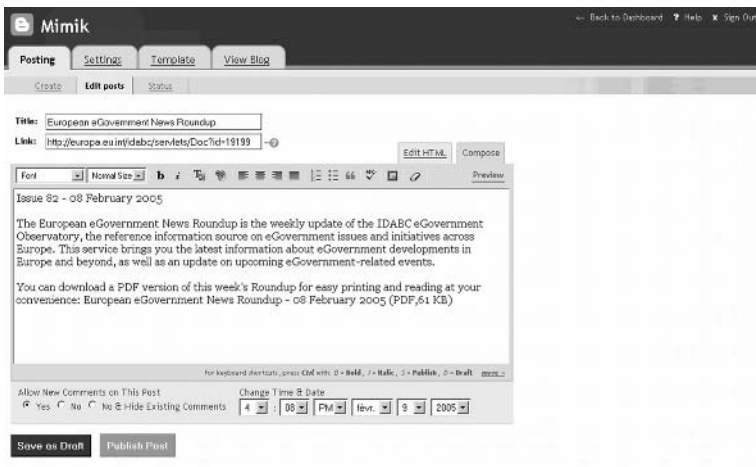 Mimik
← Back to Dashboard ? Help x Sign Out
Posting Settings Template View Blog
Create Edit posts Status
Title: European eGovernment News Roundup
Link: http://europa.eu.int/idabc/servlets/Doc?id=19199
Edit HTML Compose
Font Normal Size b i Preview
Issue 82 - 08 February 2005
The European eGovernment News Roundup is the weekly update of the IDABC eGovernment
Observatory, the reference information source on eGovernment issues and initiatives across
Europe. This service brings you the latest information about eGovernment developments in
Europe and beyond, as well as an update on upcoming eGovernment-related events.
You can download a PDF version of this week's Roundup for easy printing and reading at your
convenience: European eGovernment News Roundup - 08 February 2005 (PDF,61 KB)
For keyboard shortcuts, press Ctrl with: B = Bold, I = Italic, S = Publish, D = Draft more »
Allow New Comments on This Post Change Time & Date
Yes No No & Hide Existing Comments 4 : 08 PM févr. 9 2005
Save as Draft Publish Post